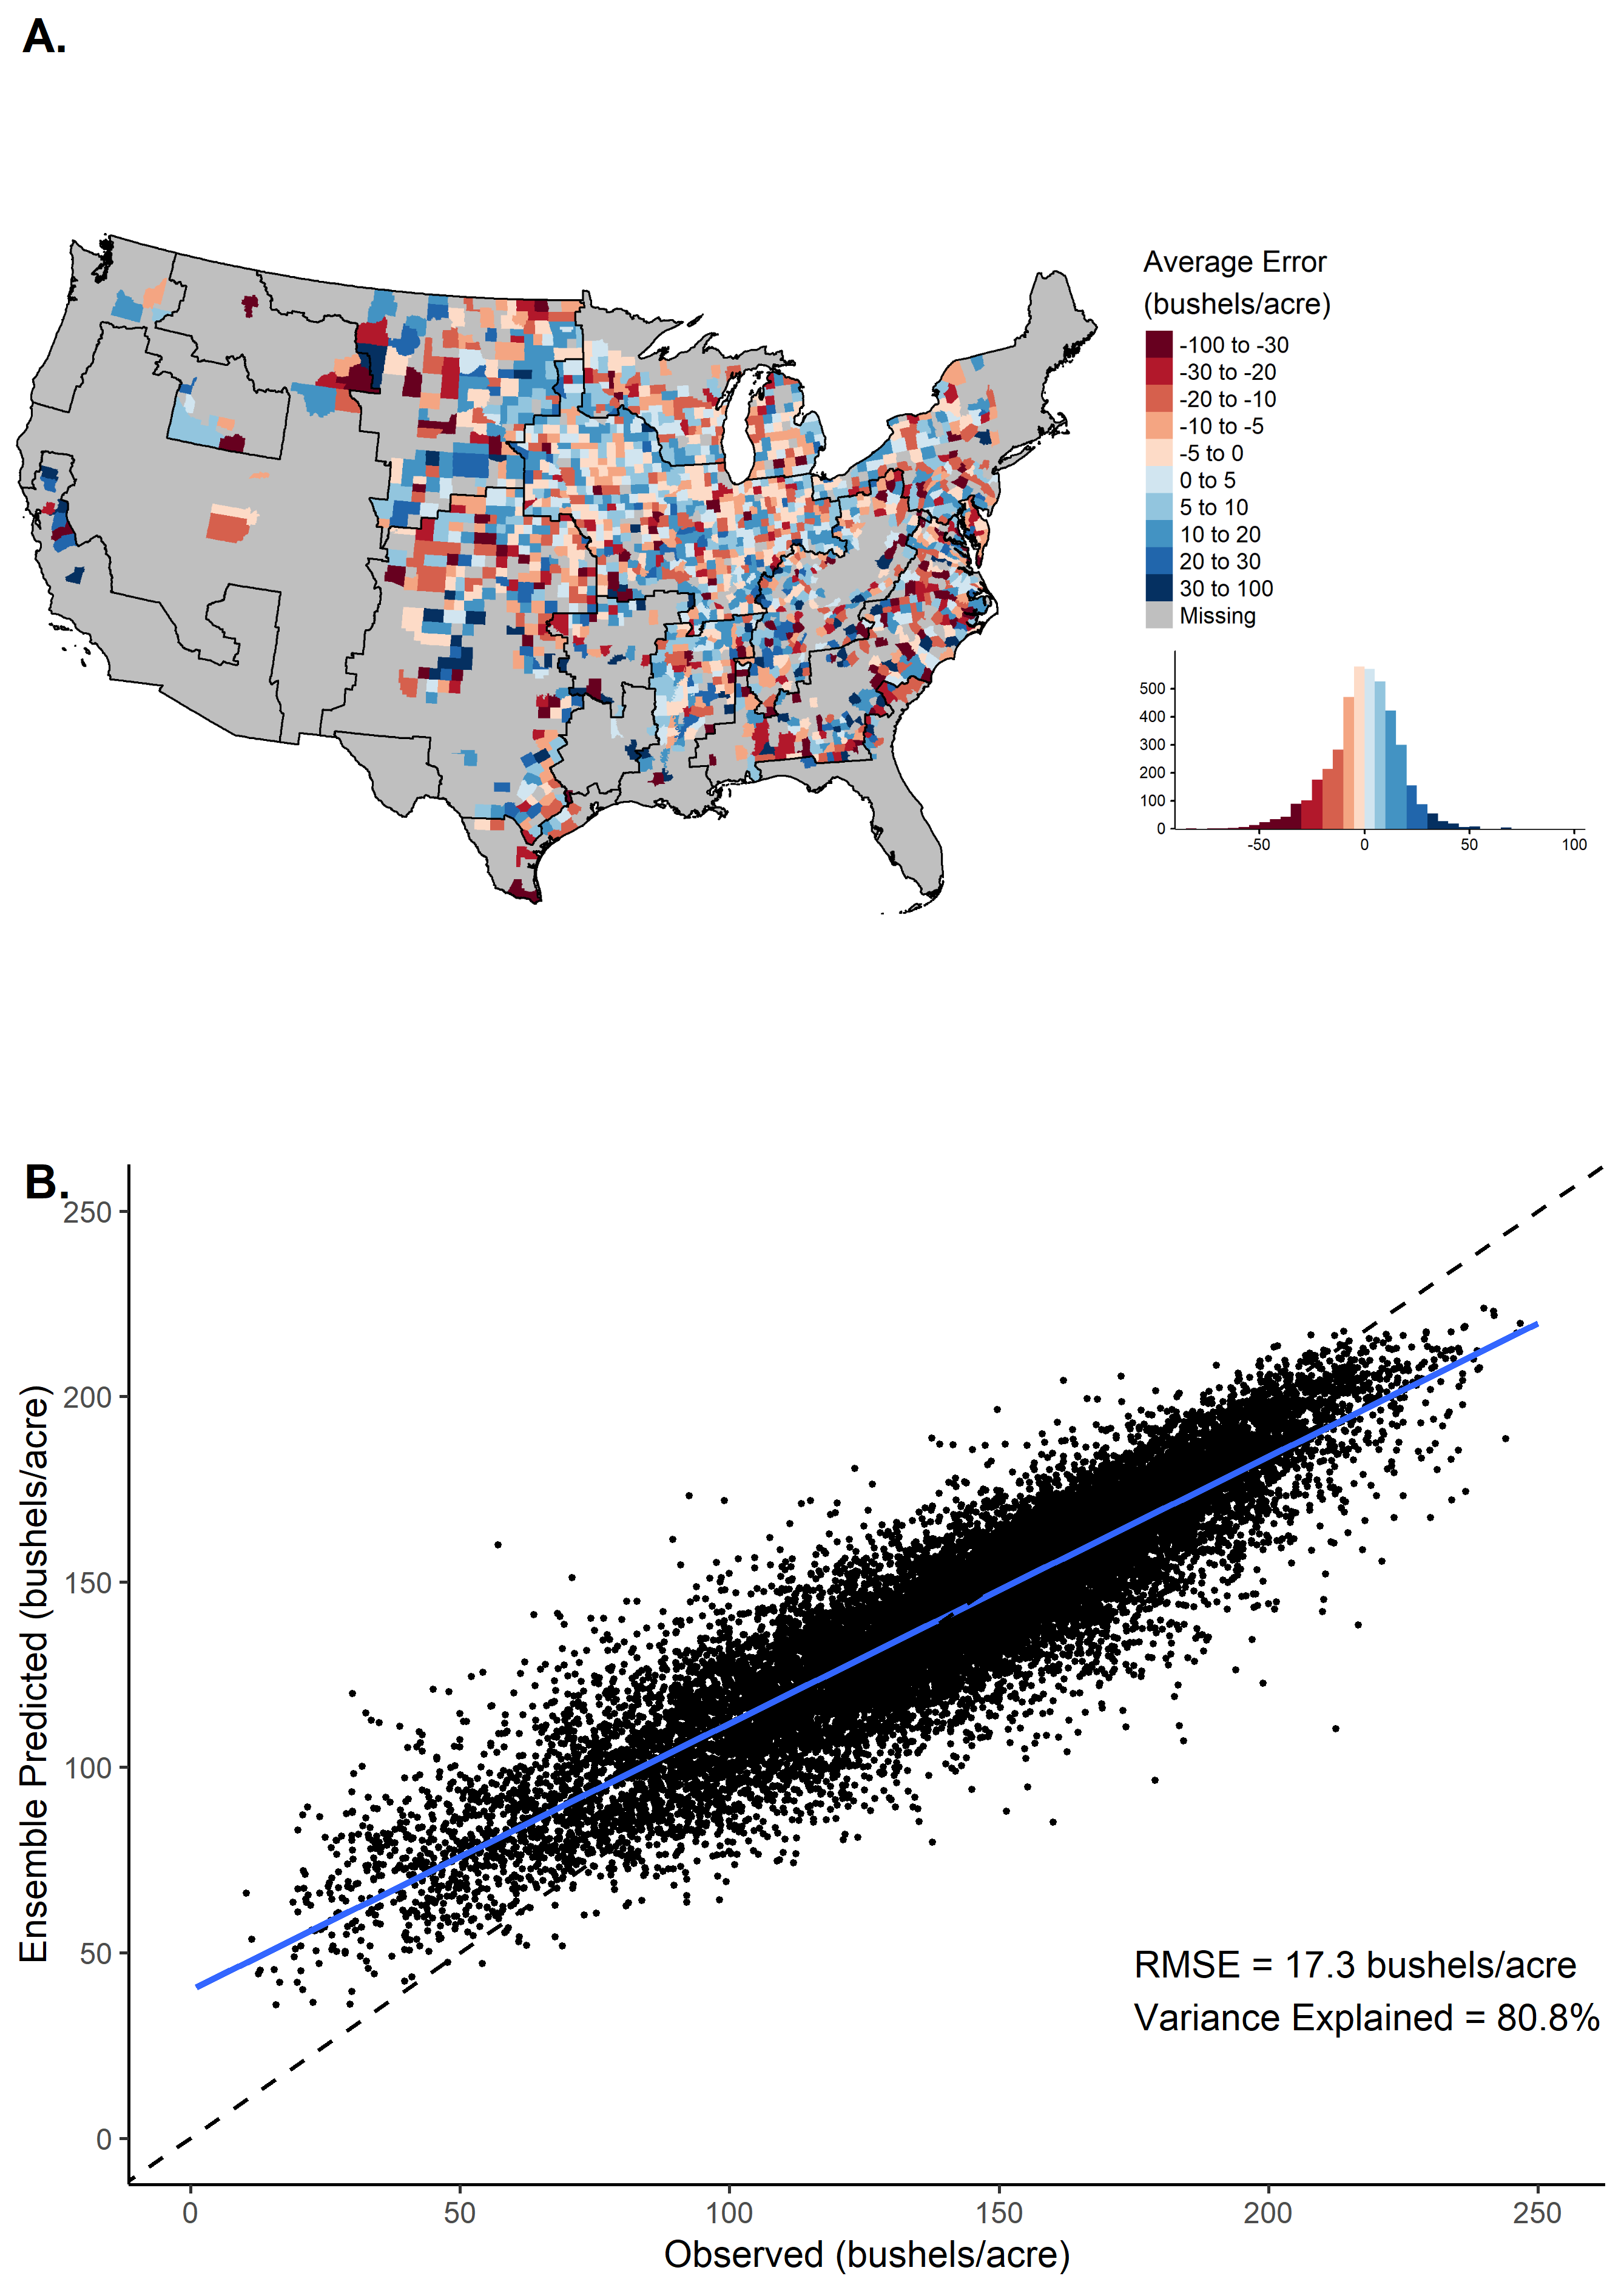 A.
Average Error
(bushels/acre)
-100 to -30
-30 to -20
-20 to -10
-10 to -5
-5 to 0
0 to 5
5 to 10
10 to 20
20 to 30
30 to 100
Missing
500
400
300
200
100
0
-50 0 50 100
B.
250
200
150
100
50
0
Ensemble Predicted (bushels/acre)
RMSE = 17.3 bushels/acre
Variance Explained = 80.8%
0 50 100 150 200 250
Observed (bushels/acre)